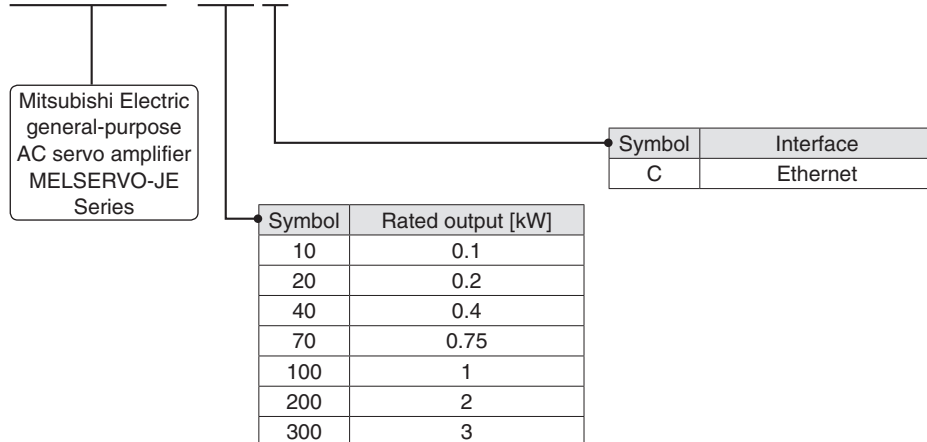 Mitsubishi Electric
general-purpose
AC servo amplifier
MELSERVO-JE
Series
Symbol Interface
C Ethernet
Symbol Rated output [kW]
10 0.1
20 0.2
40 0.4
70 0.75
100 1
200 2
300 3